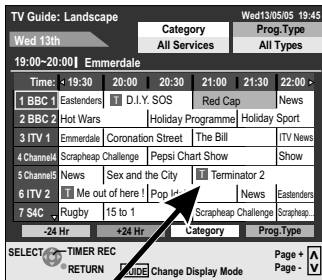 TV Guide: Landscape Wed13/05/05 19:45
Category Prog.Type
Wed 13th All Services All Types
19:00~20:00 Emmerdale
Time: 19:30 20:00 20:30 21:00 21:30 22:00
1 BBC 1 Eastenders T D.I.Y. SOS Red Cap News
2 BBC 2 Hot Wars Holiday Programme Holiday Sport
3 ITV 1 Emmerdale Coronation Street The Bill ITV News
4 Channel4 Scrapheap Challenge Pepsi Chart Show Show
5 Channel5 News Sex and the City T Terminator 2
6 ITV 2 T Me out of here ! Pop News Eastenders
7 S4C Rugby 15 to 1 Scrapheap Challenge Scrapheap...
-24 Hr +24 Hr Category Prog.Type
SELECT TIMER REC Page +
RETURN GUIDE Change Display Mode Page -